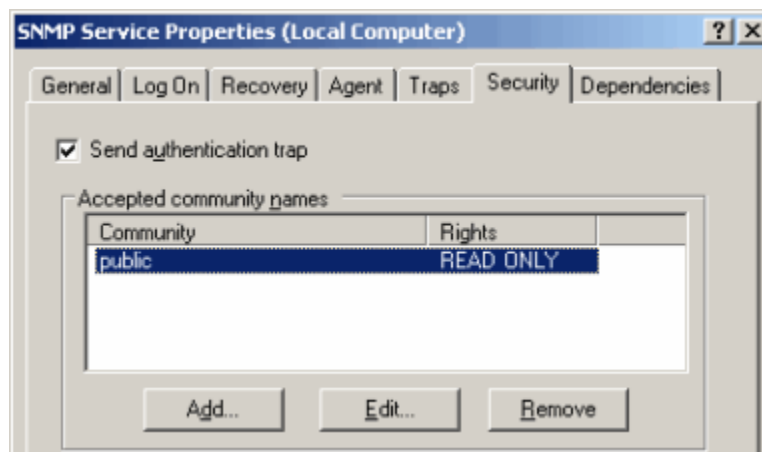 SNMP Service Properties (Local Computer) ? X
General Log On Recovery Agent Traps Security Dependencies
Send authentication trap
Accepted community names
Community Rights
public READ ONLY
Add... Edit... Remove